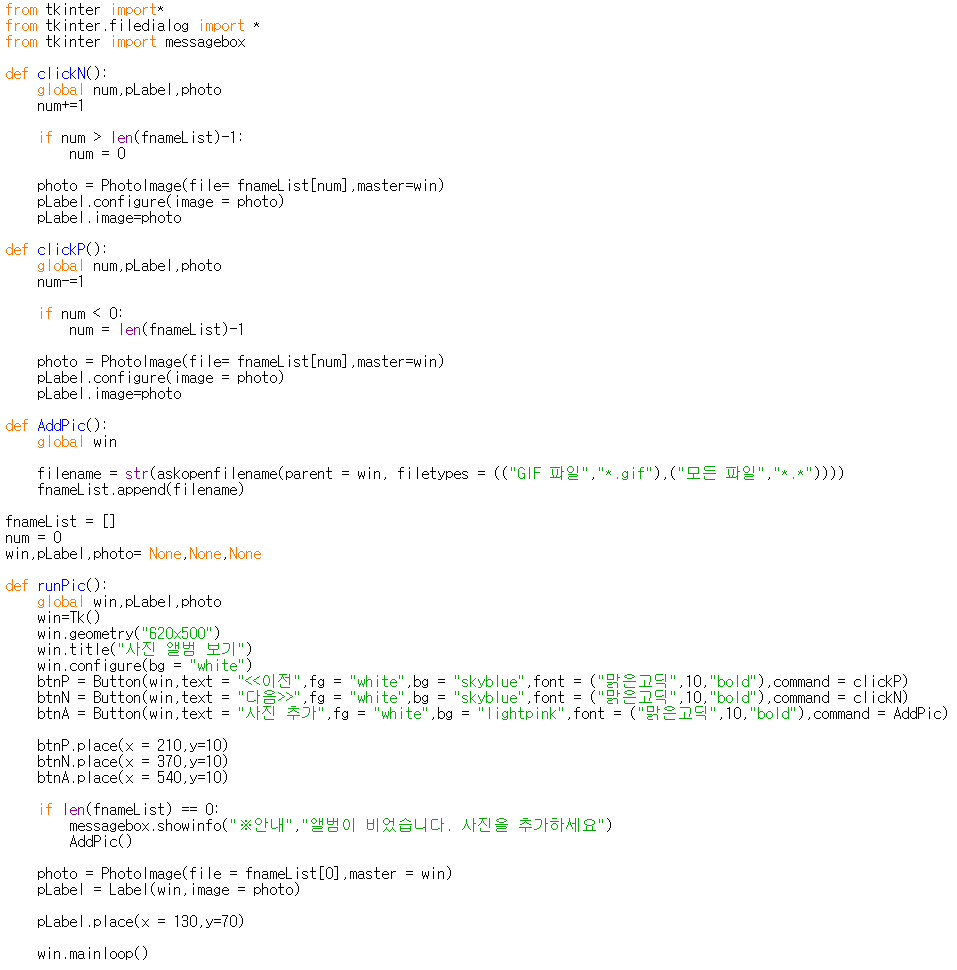 from tkinter import*
from tkinter.filedialog import *
from tkinter import messagebox

def clickN():
    global num,pLabel,photo
    num+=1

    if num > len(fnameList)-1:
        num = 0

    photo = PhotoImage(file= fnameList[num],master=win)
    pLabel.configure(image = photo)
    pLabel.image=photo

def clickP():
    global num,pLabel,photo
    num-=1

    if num < 0:
        num = len(fnameList)-1

    photo = PhotoImage(file= fnameList[num],master=win)
    pLabel.configure(image = photo)
    pLabel.image=photo

def AddPic():
    global win

    filename = str(askopenfilename(parent = win, filetypes = (("GIF 파일","*.gif"),("모든 파일","*.*"))))
    fnameList.append(filename)

fnameList = []
num = 0
win,pLabel,photo= None,None,None

def runPic():
    global win,pLabel,photo
    win=Tk()
    win.geometry("620x500")
    win.title("사진 앨범 보기")
    win.configure(bg = "white")
    btnP = Button(win,text = "<<이전",fg = "white",bg = "skyblue",font = ("맑은고딕",10,"bold"),command = clickP)
    btnN = Button(win,text = "다음>>",fg = "white",bg = "skyblue",font = ("맑은고딕",10,"bold"),command = clickN)
    btnA = Button(win,text = "사진 추가",fg = "white",bg = "lightpink",font = ("맑은고딕",10,"bold"),command = AddPic)

    btnP.place(x = 210,y=10)
    btnN.place(x = 370,y=10)
    btnA.place(x = 540,y=10)

    if len(fnameList) == 0:
        messagebox.showinfo("※안내","앨범이 비었습니다. 사진을 추가하세요")
        AddPic()

    photo = PhotoImage(file = fnameList[0],master = win)
    pLabel = Label(win,image = photo)

    pLabel.place(x = 130,y=70)

    win.mainloop()